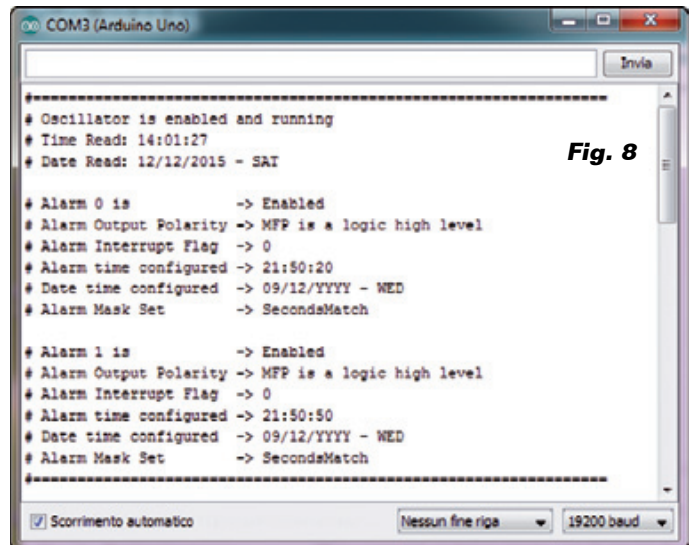 COM3 (Arduino Uno)
Invia
#----------------------------------------------------------------
# Oscillator is enabled and running
# Time Read: 14:01:27
# Date Read: 12/12/2015 - SAT
Fig. 8
# Alarm 0 is -> Enabled
# Alarm Output Polarity -> MFP is a logic high level
# Alarm Interrupt Flag -> 0
# Alarm time configured -> 21:50:20
# Date time configured -> 09/12/YYYY - WED
# Alarm Mask Set -> SecondsMatch
# Alarm 1 is -> Enabled
# Alarm Output Polarity -> MFP is a logic high level
# Alarm Interrupt Flag -> 0
# Alarm time configured -> 21:50:50
# Date time configured -> 09/12/YYYY - WED
# Alarm Mask Set -> SecondsMatch
#----------------------------------------------------------------
Scorrimento automatico
Nessun fine riga
19200 baud